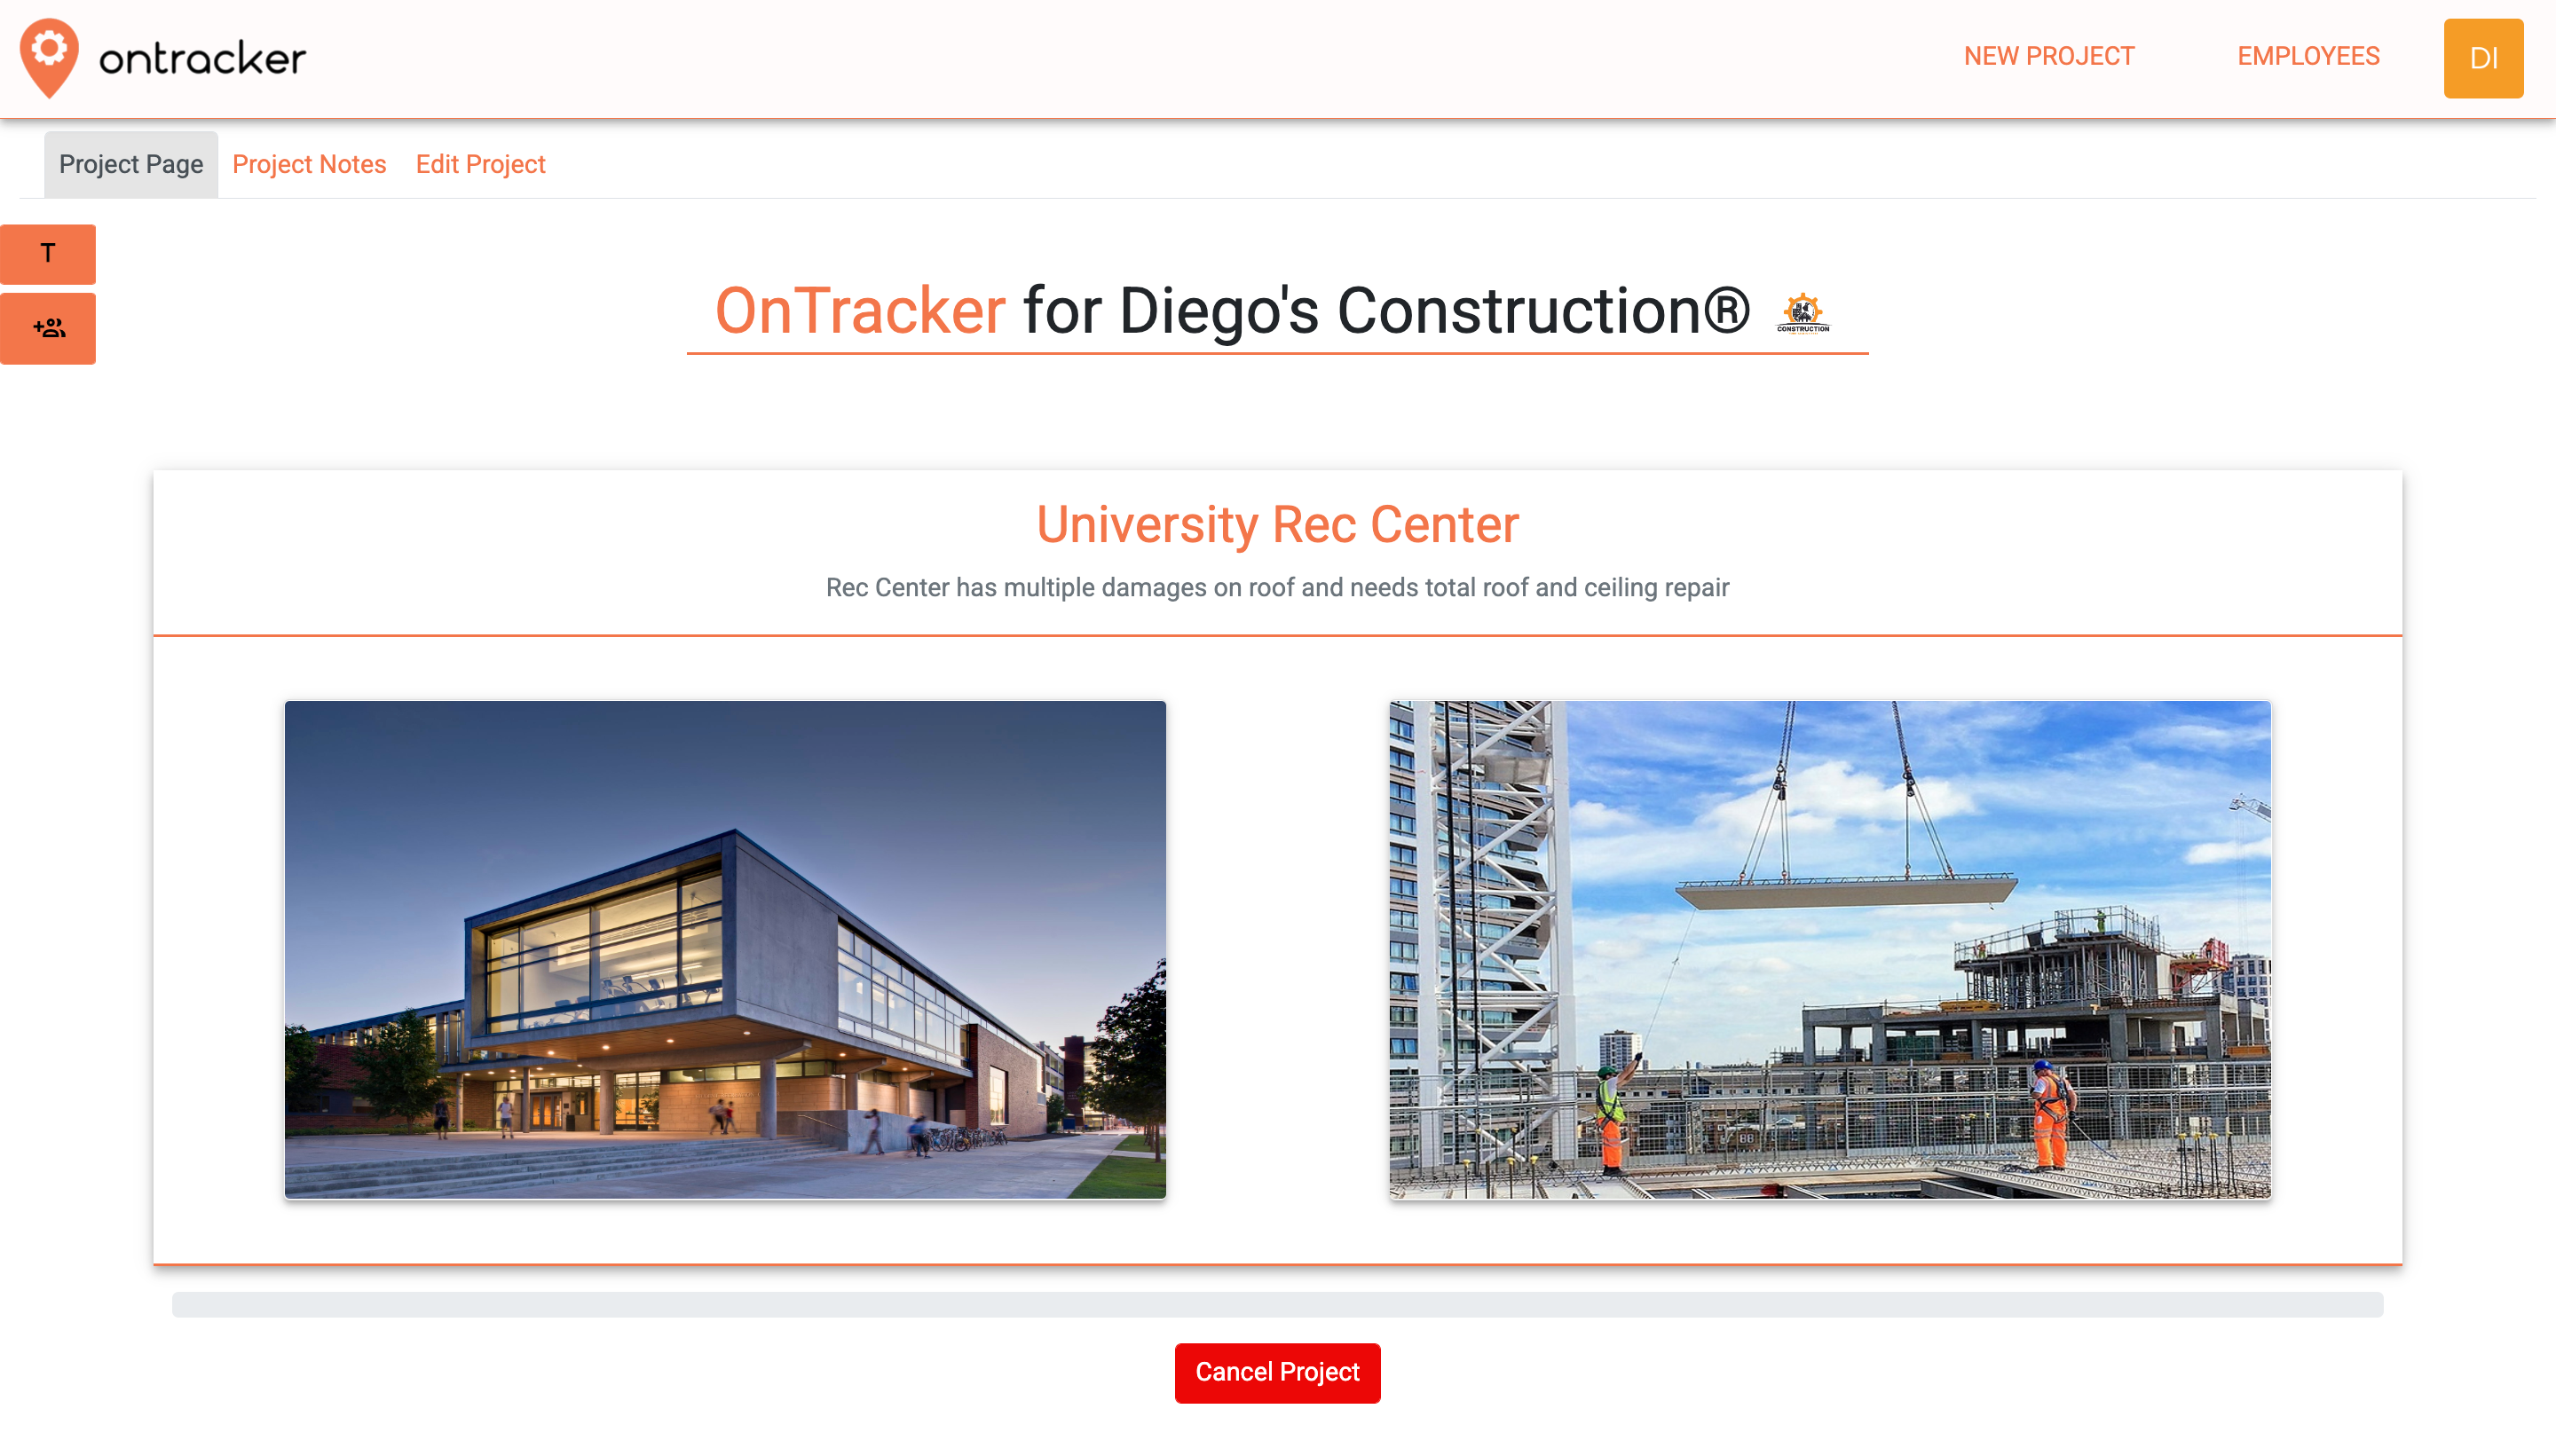 ontracker
NEW PROJECT
EMPLOYEES
DI
Project Page
Project Notes
Edit Project
T
OnTracker for Diego's Construction®
CONSTRUCTION
University Rec Center
Rec Center has multiple damages on roof and needs total roof and ceiling repair
Cancel Project